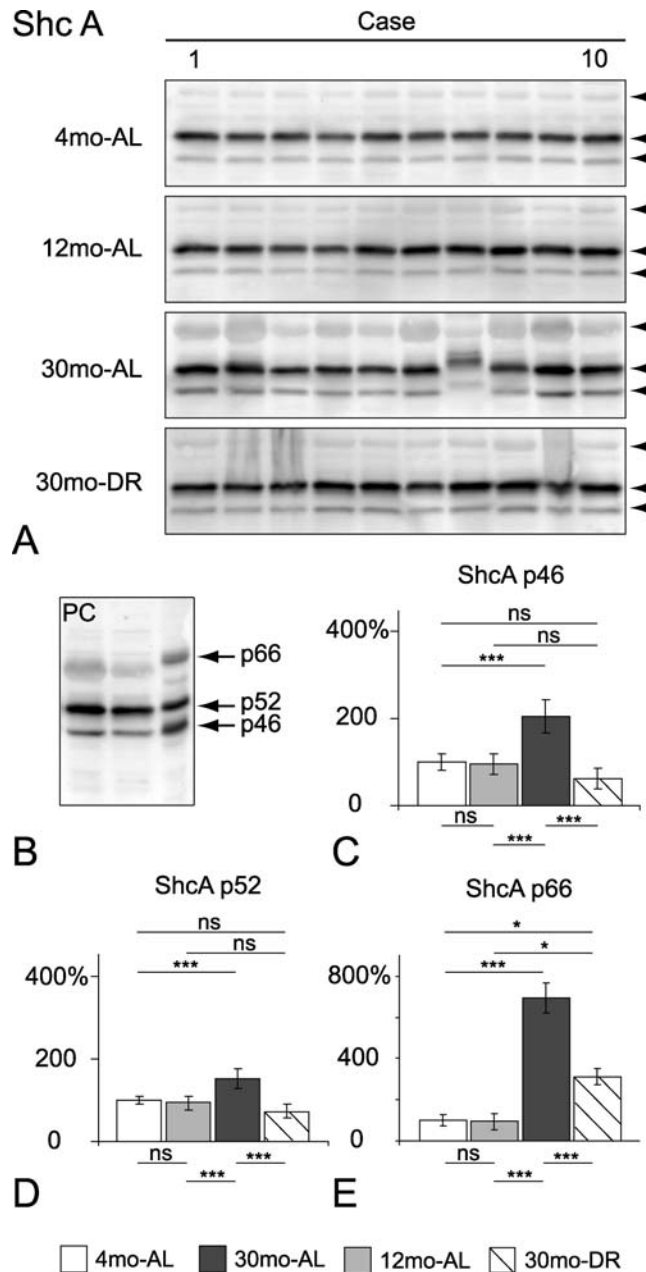 Shc A
Case
1 10
4mo-AL
12mo-AL
30mo-AL
30mo-DR
A
PC
p66
p52
p46
B
ShcA p46
ns
ns
***
400%
200
0
ns
***
***
C
ShcA p52
ns
ns
***
400%
200
0
ns
***
***
D
ShcA p66
*
*
***
800%
400
0
ns
***
***
E
4mo-AL 30mo-AL 12mo-AL 30mo-DR